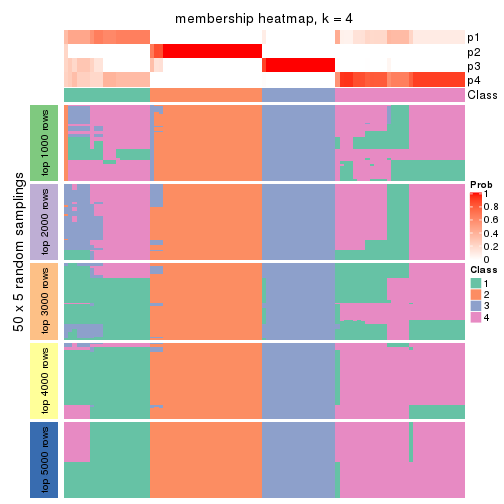 membership heatmap, k = 4
p1
p2
p3
p4
Class
50 x 5 random samplings
top 1000 rows
top 2000 rows
top 3000 rows
top 4000 rows
top 5000 rows
Prob
1
0.8
0.6
0.4
0.2
0
Class
1
2
3
4